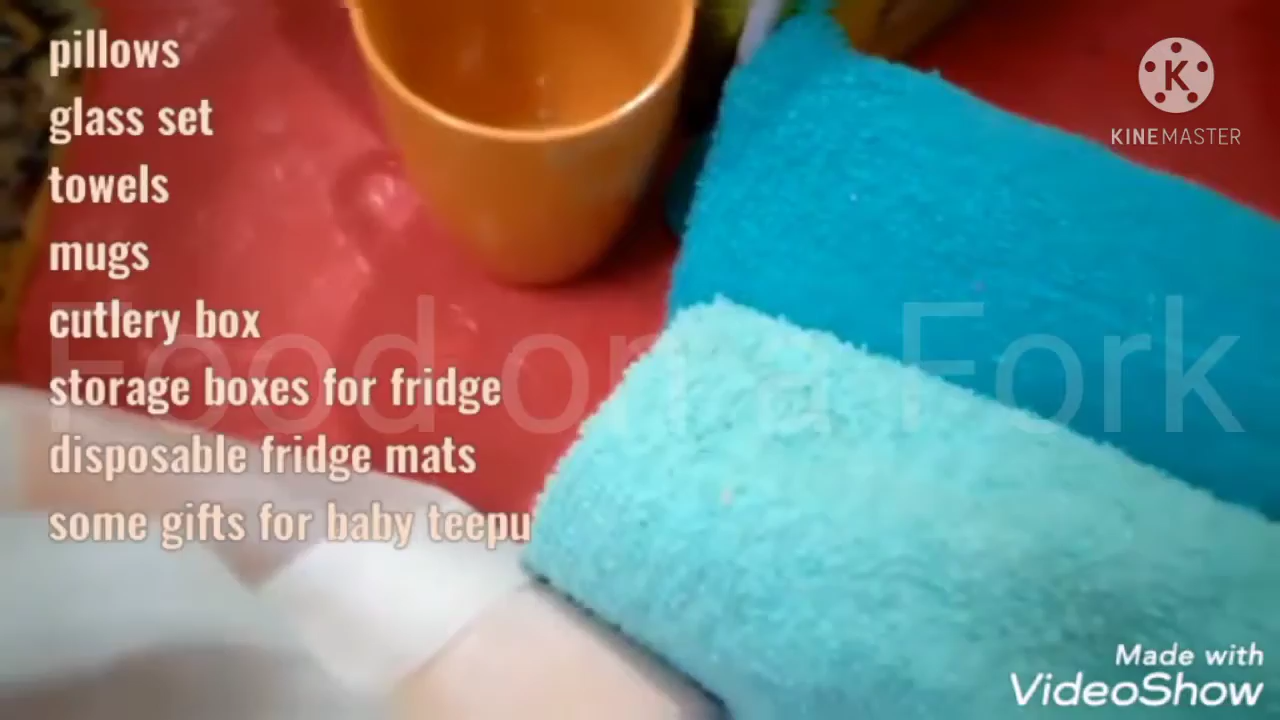 pillows
glass set
towels
mugs
cutlery box
storage boxes for fridge
disposable fridge mats
some gifts for baby teepu
Food on a Fork
K
KINEMASTER
Made with
VideoShow